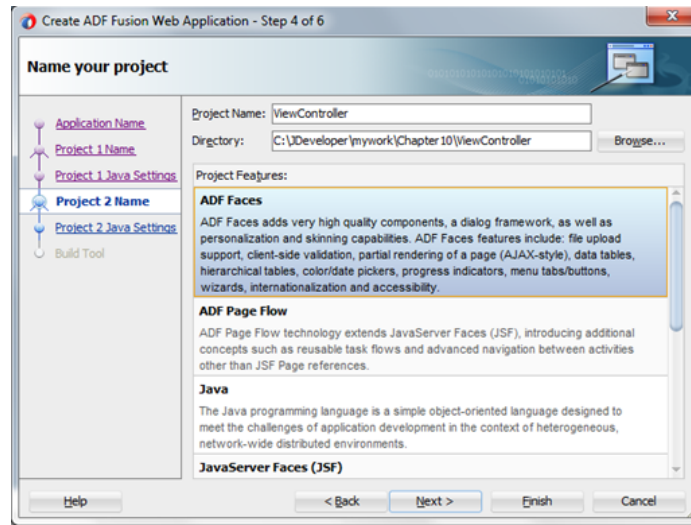 Create ADF Fusion Web Application - Step 4 of 6
Name your project
Application Name
Project 1 Name
Project 1 Java Settings
Project 2 Name
Project 2 Java Settings
Build Tool
Project Name: ViewController
Directory: C:\JDeveloper\mywork\Chapter10\ViewController Browse...
Project Features:
ADF Faces
ADF Faces adds very high quality components, a dialog framework, as well as
personalization and skinning capabilities. ADF Faces features include: file upload
support, client-side validation, partial rendering of a page (AJAX-style), data tables,
hierarchical tables, color/date pickers, progress indicators, menu tabs/buttons,
wizards, internationalization and accessibility.
ADF Page Flow
ADF Page Flow technology extends JavaServer Faces (JSF), introducing additional
concepts such as reusable task flows and advanced navigation between activities
other than JSF Page references.
Java
The Java programming language is a simple object-oriented language designed to
meet the challenges of application development in the context of heterogeneous,
network-wide distributed environments.
JavaServer Faces (JSF)
Help < Back Next > Finish Cancel